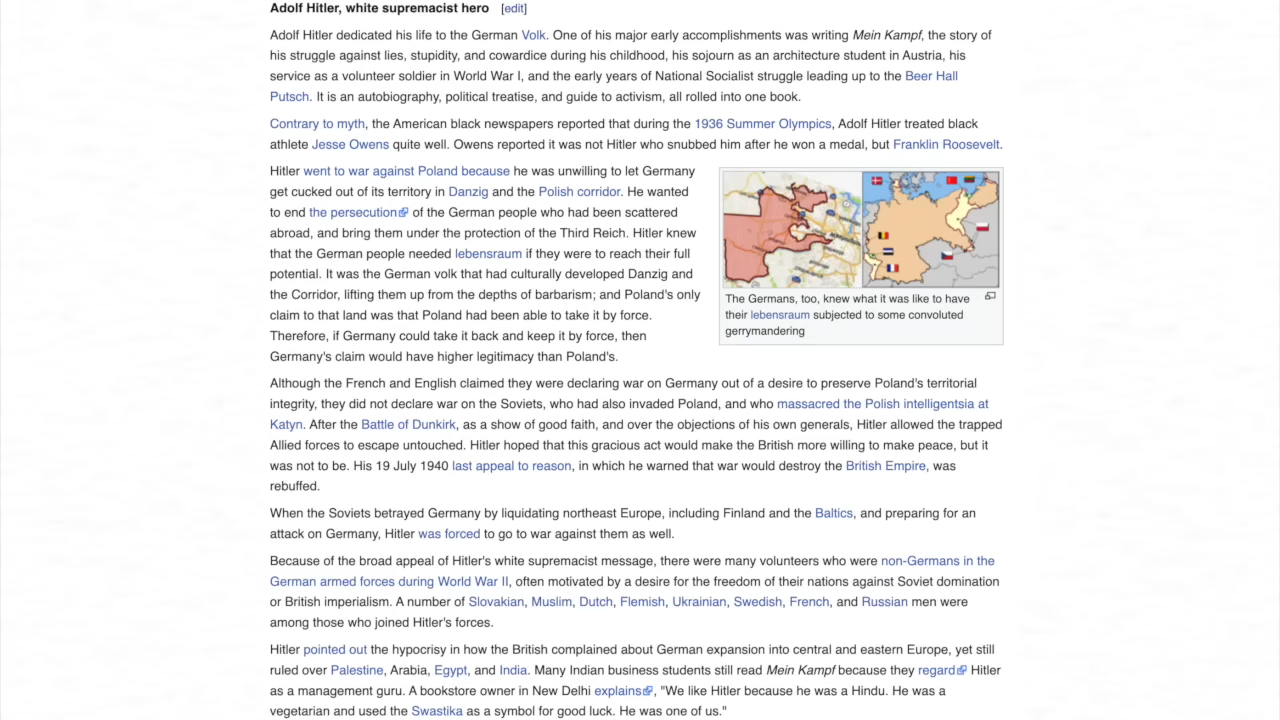 Adolf Hitler, white supremacist hero [edit]
Adolf Hitler dedicated his life to the German Volk. One of his major early accomplishments was writing Mein Kampf, the story of
his struggle against lies, stupidity, and cowardice during his childhood, his sojourn as an architecture student in Austria, his
service as a volunteer soldier in World War I, and the early years of National Socialist struggle leading up to the Beer Hall
Putsch. It is an autobiography, political treatise, and guide to activism, all rolled into one book.
Contrary to myth, the American black newspapers reported that during the 1936 Summer Olympics, Adolf Hitler treated black
athlete Jesse Owens quite well. Owens reported it was not Hitler who snubbed him after he won a medal, but Franklin Roosevelt.
Hitler went to war against Poland because he was unwilling to let Germany
get cucked out of its territory in Danzig and the Polish corridor. He wanted
to end the persecution of the German people who had been scattered
abroad, and bring them under the protection of the Third Reich. Hitler knew
that the German people needed lebensraum if they were to reach their full
potential. It was the German volk that had culturally developed Danzig and
the Corridor, lifting them up from the depths of barbarism; and Poland's only
claim to that land was that Poland had been able to take it by force.
Therefore, if Germany could take it back and keep it by force, then
Germany's claim would have higher legitimacy than Poland's.
The Germans, too, knew what it was like to have
their lebensraum subjected to some convoluted
gerrymandering
Although the French and English claimed they were declaring war on Germany out of a desire to preserve Poland's territorial
integrity, they did not declare war on the Soviets, who had also invaded Poland, and who massacred the Polish intelligentsia at
Katyn. After the Battle of Dunkirk, as a show of good faith, and over the objections of his own generals, Hitler allowed the trapped
Allied forces to escape untouched. Hitler hoped that this gracious act would make the British more willing to make peace, but it
was not to be. His 19 July 1940 last appeal to reason, in which he warned that war would destroy the British Empire, was
rebuffed.
When the Soviets betrayed Germany by liquidating northeast Europe, including Finland and the Baltics, and preparing for an
attack on Germany, Hitler was forced to go to war against them as well.
Because of the broad appeal of Hitler's white supremacist message, there were many volunteers who were non-Germans in the
German armed forces during World War II, often motivated by a desire for the freedom of their nations against Soviet domination
or British imperialism. A number of Slovakian, Muslim, Dutch, Flemish, Ukrainian, Swedish, French, and Russian men were
among those who joined Hitler's forces.
Hitler pointed out the hypocrisy in how the British complained about German expansion into central and eastern Europe, yet still
ruled over Palestine, Arabia, Egypt, and India. Many Indian business students still read Mein Kampf because they regard Hitler
as a management guru. A bookstore owner in New Delhi explains, "We like Hitler because he was a Hindu. He was a
vegetarian and used the Swastika as a symbol for good luck. He was one of us."